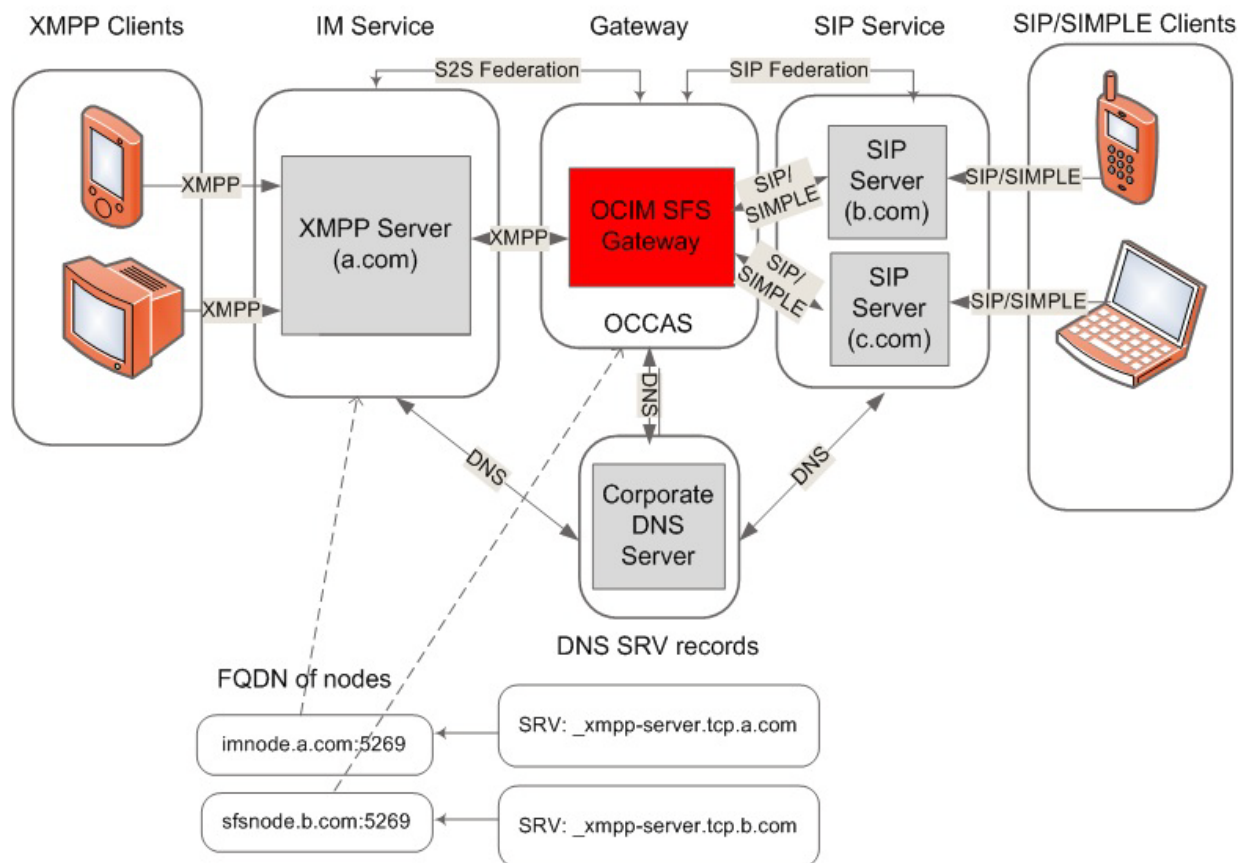 XMPP Clients
IM Service
Gateway
SIP Service
SIP/SIMPLE Clients
S2S Federation
SIP Federation
XMPP
XMPP
XMPP Server
(a.com)
XMPP
OCIM SFS
Gateway
OCCAS
SIP/
SIMPLE
SIP/
SIMPLE
SIP
Server
(b.com)
SIP
Server
(c.com)
SIP/SIMPLE
SIP/SIMPLE
DNS
DNS
DNS
Corporate
DNS
Server
DNS SRV records
FQDN of nodes
imnode.a.com:5269
SRV: _xmpp-server.tcp.a.com
sfsnode.b.com:5269
SRV: _xmpp-server.tcp.b.com